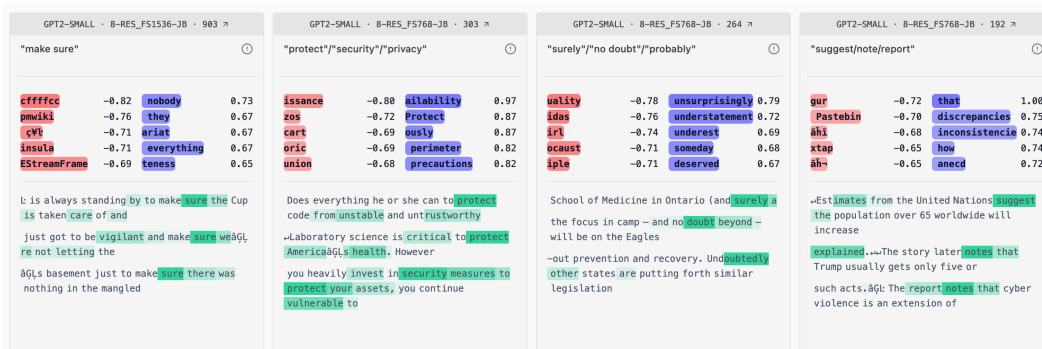 GPT2-SMALL · 8-RES_FS1536-JB · 903 ↗
"make sure"
cffffcc -0.82 nobody 0.73
pmwiki -0.76 they 0.67
ç¥ŀ -0.71 ariat 0.67
insula -0.71 everything 0.67
EStreamFrame -0.69 teness 0.65
Ŀ is always standing by to make sure the Cup
is taken care of and
just got to be vigilant and make sure weâĢĻ
re not letting the
âĢĻs basement just to make sure there was
nothing in the mangled
GPT2-SMALL · 8-RES_FS768-JB · 303 ↗
"protect"/"security"/"privacy"
issance -0.80 ailability 0.97
zos -0.72 Protect 0.87
cart -0.69 ously 0.87
oric -0.69 perimeter 0.82
union -0.68 precautions 0.82
Does everything he or she can to protect
code from unstable and untrustworthy
↵Laboratory science is critical to protect
AmericaâĢĻs health. However
you heavily invest in security measures to
protect your assets, you continue
vulnerable to
GPT2-SMALL · 8-RES_FS768-JB · 264 ↗
"surely"/"no doubt"/"probably"
uality -0.78 unsurprisingly 0.79
idas -0.76 understatement 0.72
irl -0.74 underest 0.69
ocaust -0.71 someday 0.68
iple -0.71 deserved 0.67
School of Medicine in Ontario (and surely a
the focus in camp — and no doubt beyond —
will be on the Eagles
—out prevention and recovery. Undoubtedly
other states are putting forth similar
legislation
GPT2-SMALL · 8-RES_FS768-JB · 192 ↗
"suggest/note/report"
gur -0.72 that 1.00
Pastebin -0.70 discrepancies 0.75
âĥi -0.68 inconsistencie 0.74
xtap -0.65 how 0.74
âĥ¬ -0.65 anecd 0.72
↵Estimates from the United Nations suggest
the population over 65 worldwide will
increase
explained.↵↵The story later notes that
Trump usually gets only five or
such acts.âĢĿ The report notes that cyber
violence is an extension of